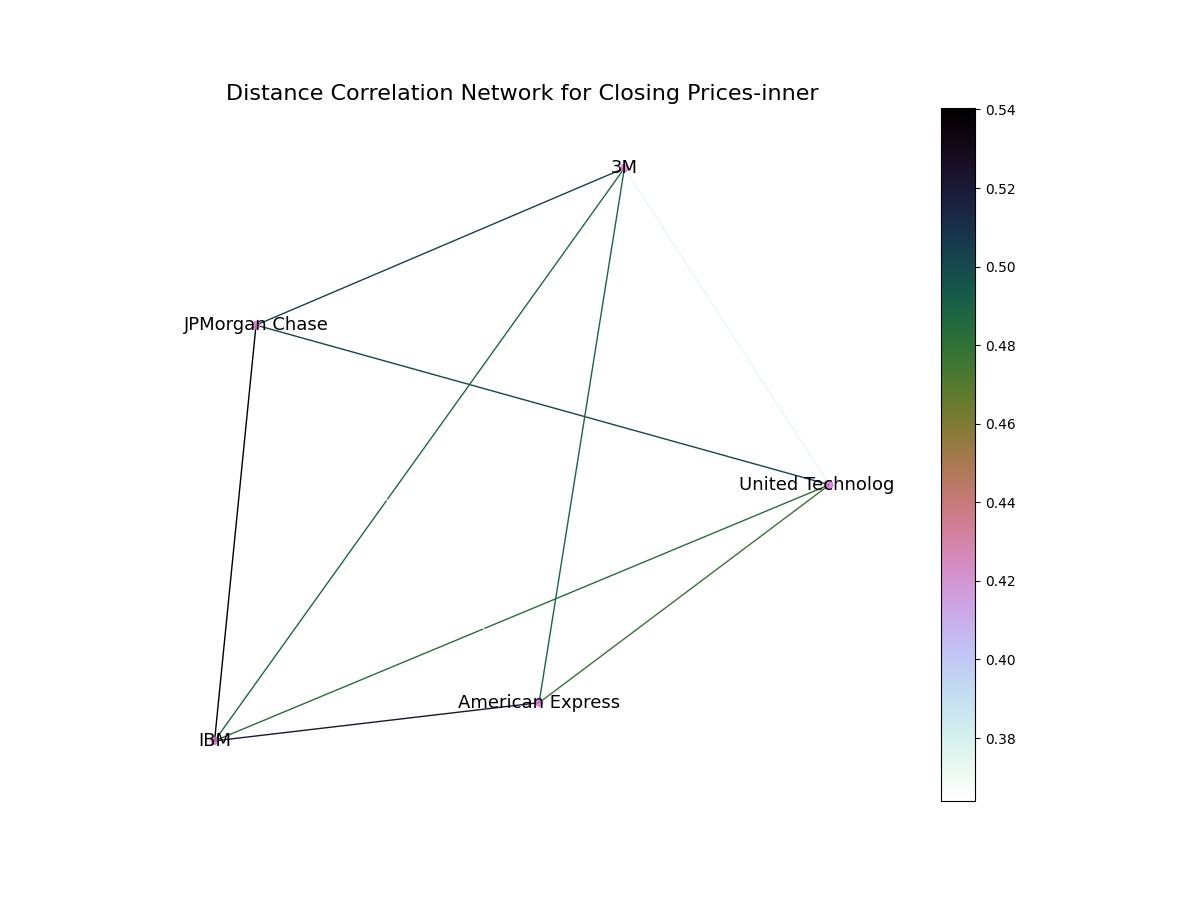 Distance Correlation Network for Closing Prices-inner
0.54
3M
0.52
0.50
JPMorgan Chase
0.48
0.46
United Technolog
0.44
0.42
0.40
American Express
IBM
0.38